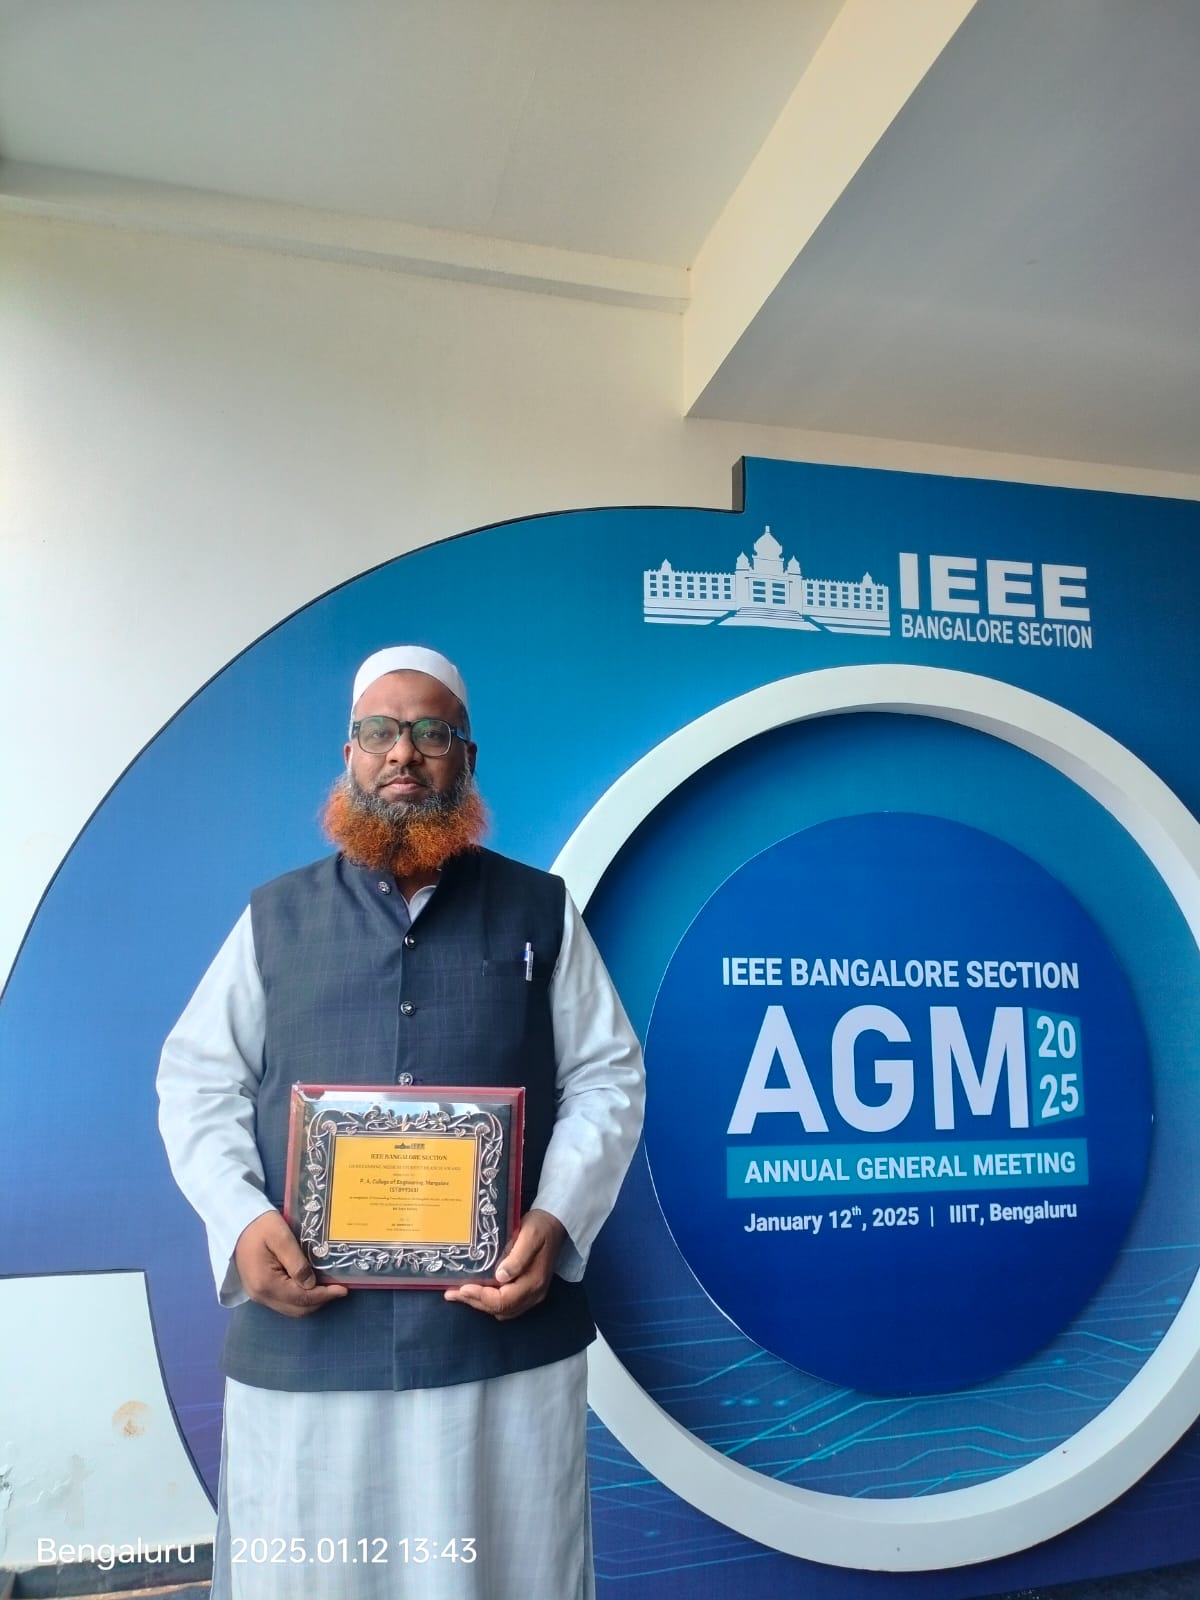 IEEE
BANGALORE SECTION
IEEE BANGALORE SECTION
AGM
20
25
ANNUAL GENERAL MEETING
January 12th, 2025 | IIIT, Bengaluru
IEEE
IEEE BANGALORE SECTION
P. A. College of Engineering, Mangalore
Bengaluru | 2025.01.12 13:43